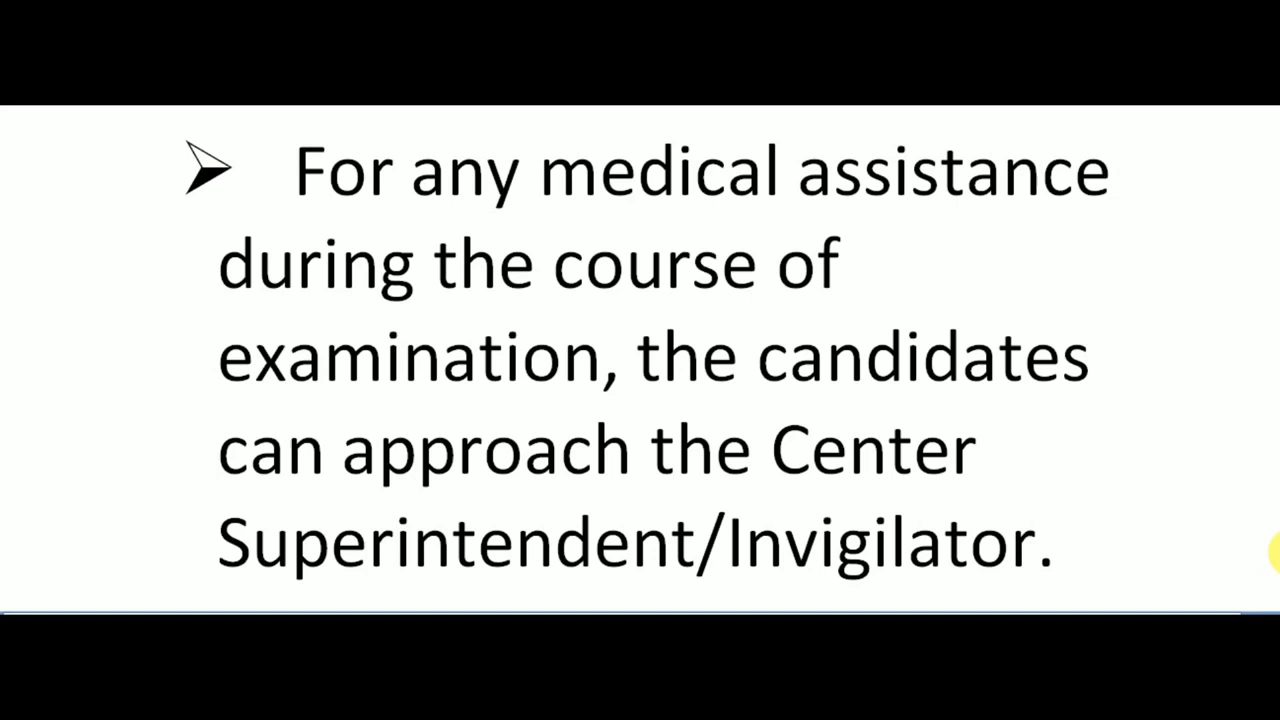 ➢ For any medical assistance
during the course of
examination, the candidates
can approach the Center
Superintendent/Invigilator.